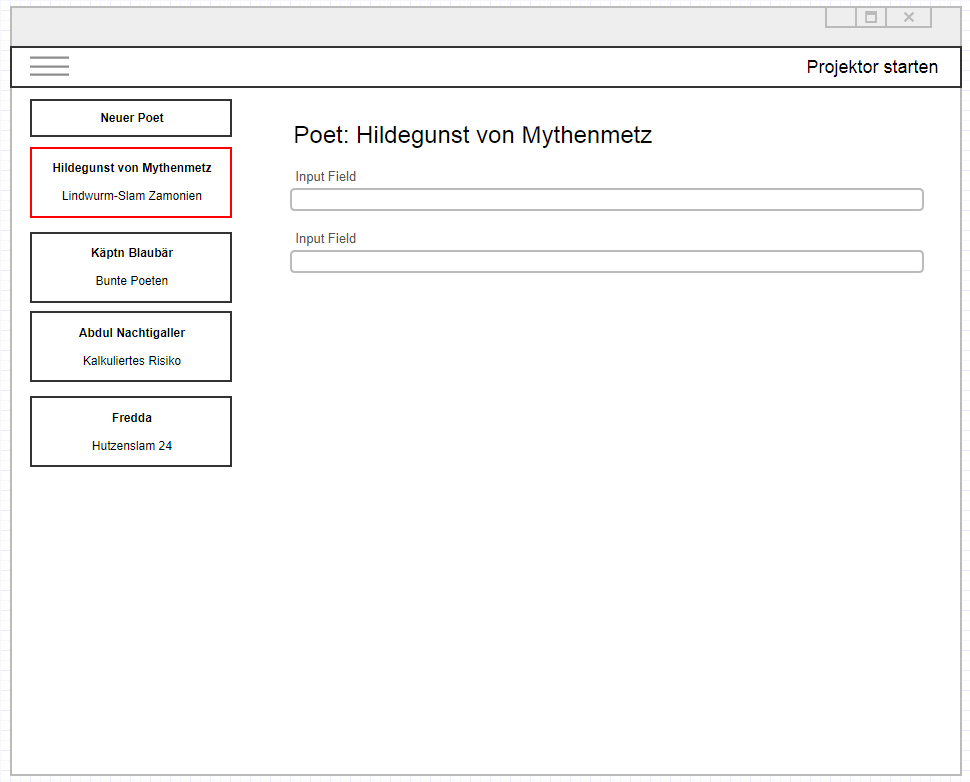 Projektor starten
Neuer Poet
Hildegunst von Mythenmetz
Lindwurm-Slam Zamonien
Käptn Blaubär
Bunte Poeten
Abdul Nachtigaller
Kalkuliertes Risiko
Fredda
Hutzenslam 24
Poet: Hildegunst von Mythenmetz
Input Field
Input Field